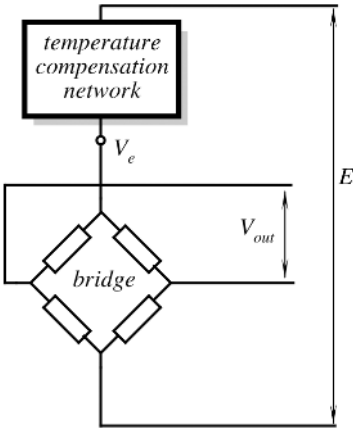 temperature
compensation
network
V_e
E
V_out
bridge